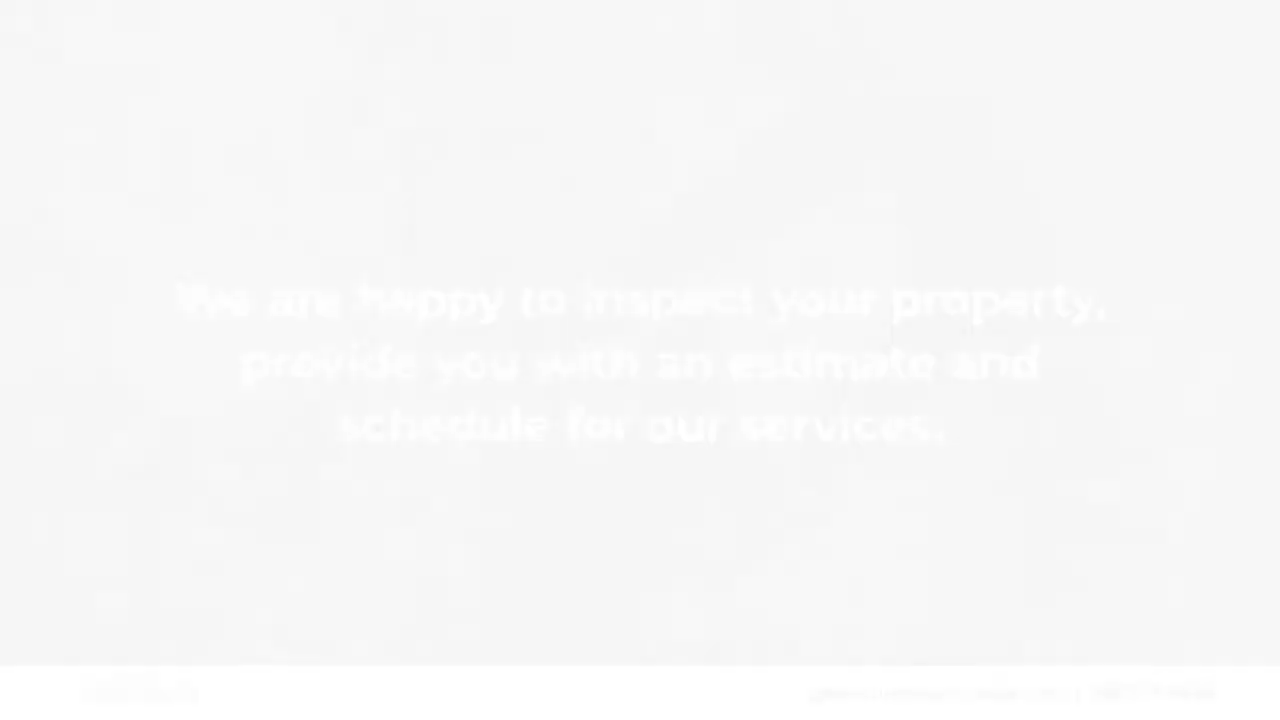 We are happy to inspect your property,
provide you with an estimate and
schedule for our services.